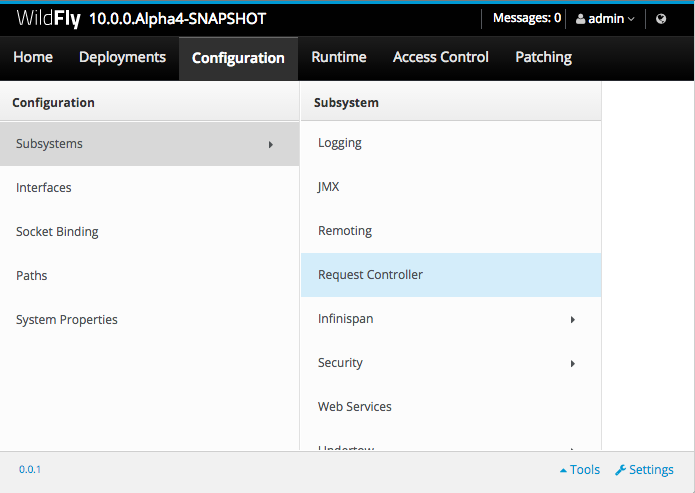 WildFly 10.0.0.Alpha4-SNAPSHOT Messages: 0 admin
Home Deployments Configuration Runtime Access Control Patching
Configuration
Subsystems
Interfaces
Socket Binding
Paths
System Properties
Subsystem
Logging
JMX
Remoting
Request Controller
Infinispan
Security
Web Services
Undertow
0.0.1 Tools Settings